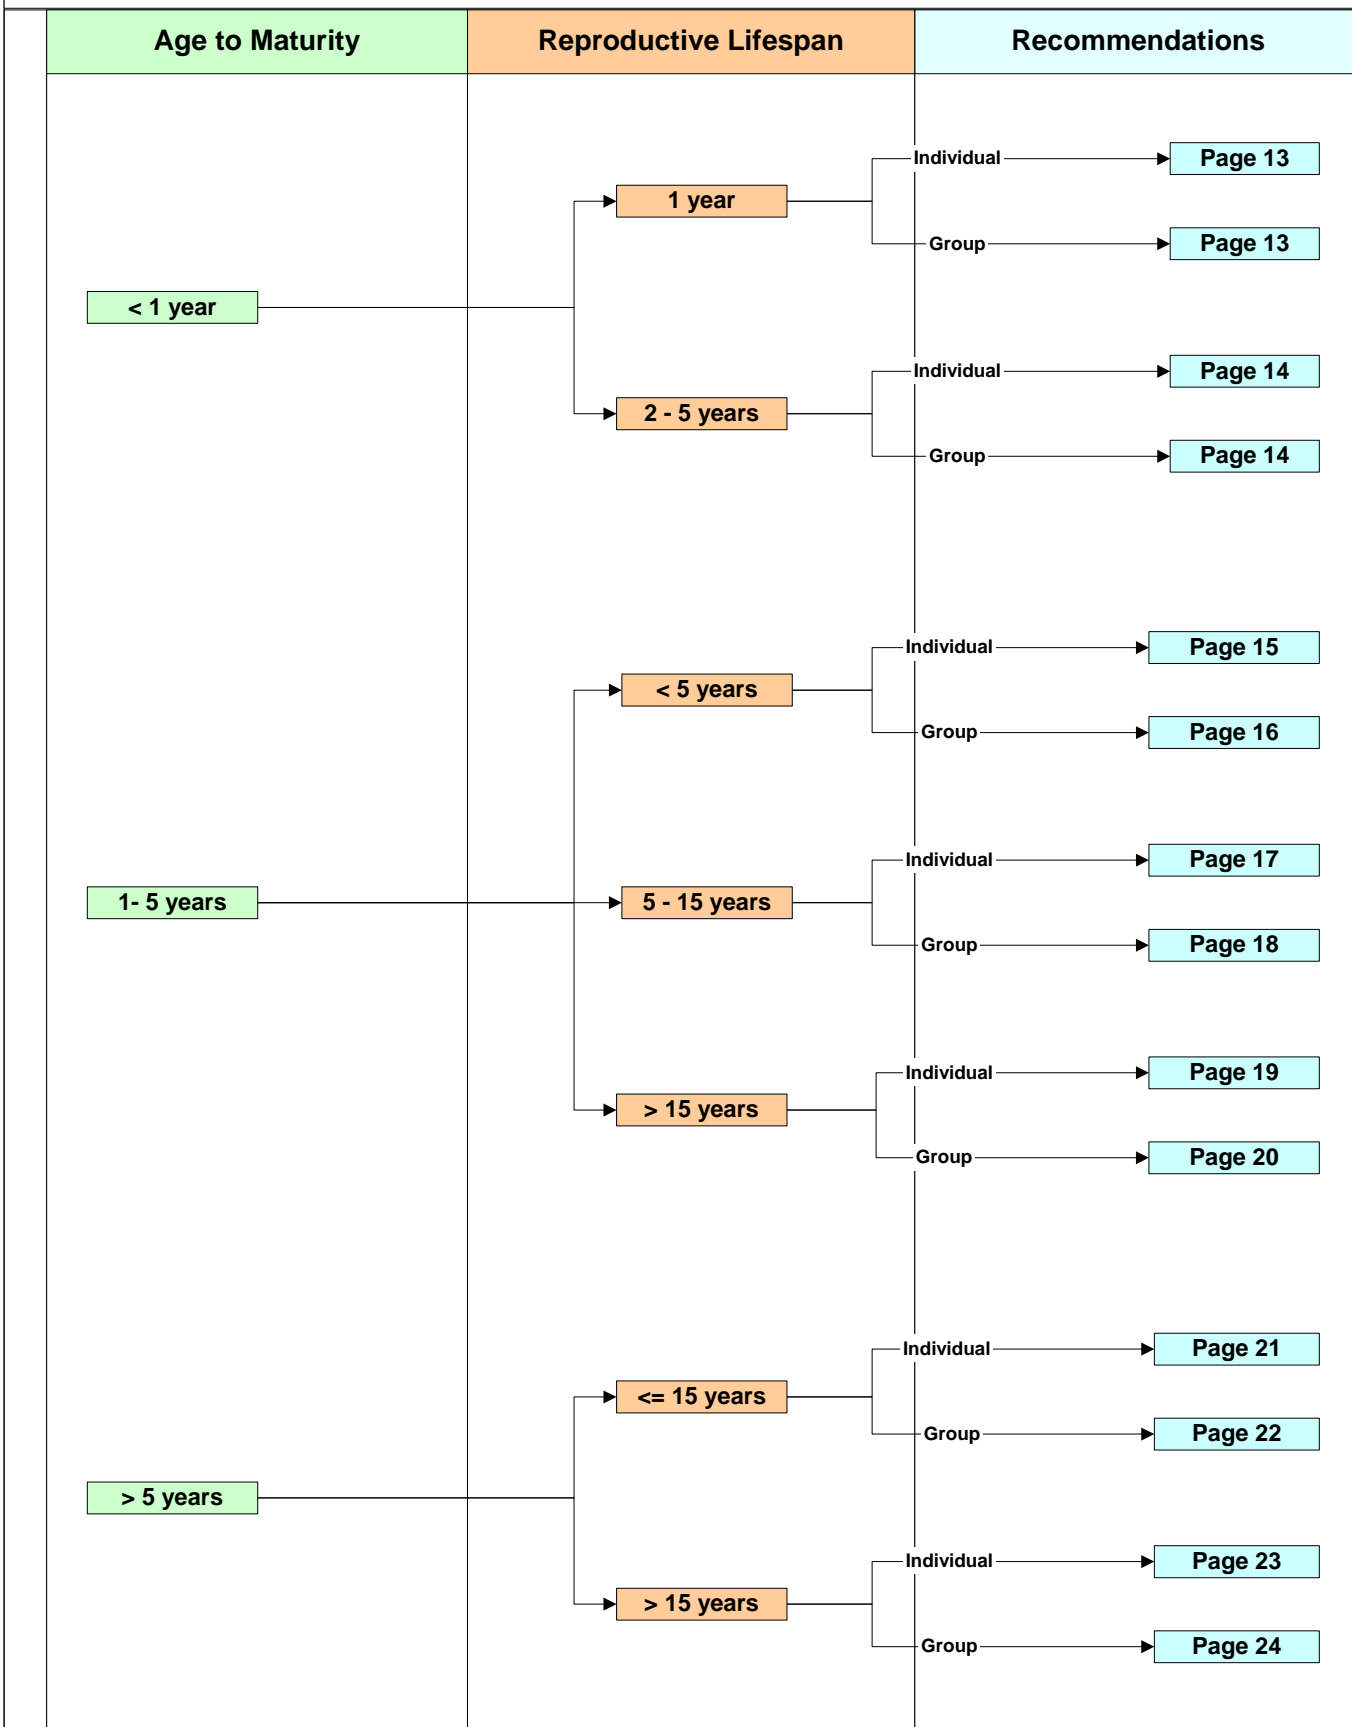 Age to Maturity
Reproductive Lifespan
Recommendations
Individual
Page 13
1 year
Group
Page 13
< 1 year
Individual
Page 14
2 - 5 years
Group
Page 14
Individual
Page 15
< 5 years
Group
Page 16
Individual
Page 17
1- 5 years
5 - 15 years
Group
Page 18
Individual
Page 19
> 15 years
Group
Page 20
Individual
Page 21
<= 15 years
Group
Page 22
> 5 years
Individual
Page 23
> 15 years
Group
Page 24